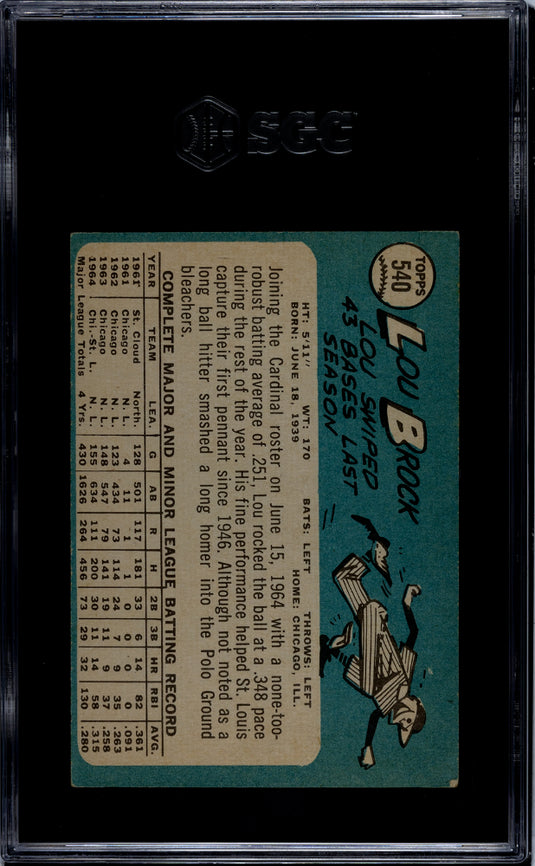 SGC
TOPPS
540
LOU BROCK
LOU SWIPED
43 BASES LAST
SEASON
HT: 5'11" WT: 170 BATS: LEFT THROWS: LEFT
BORN: JUNE 18, 1939 HOME: CHICAGO, ILL.
Joining the Cardinal roster on June 15, 1964 with a none-too-
robust batting average of .251, Lou rocked the ball at a .348 pace
during the rest of the year. His fine performance helped St. Louis
capture their first pennant since 1946. Although not noted as a
long ball hitter smashed a long homer into the Polo Ground
bleachers.
COMPLETE MAJOR AND MINOR LEAGUE BATTING RECORD
YEAR TEAM LEA. G AB R H 2B 3B HR RBI AVG.
1961 St. Cloud North. 128 501 117 181 33 6 14 82 .361
1961 Chicago N. L. 4 11 1 1 0 0 0 0 .091
1962 Chicago N. L. 123 434 73 114 24 7 9 35 .263
1963 Chicago N. L. 148 547 79 141 19 11 9 37 .258
1964 Chi.-St. L. N. L. 155 634 111 200 30 11 14 58 .315
Major League Totals 4 Yrs. 430 1626 264 456 73 29 32 130 .280